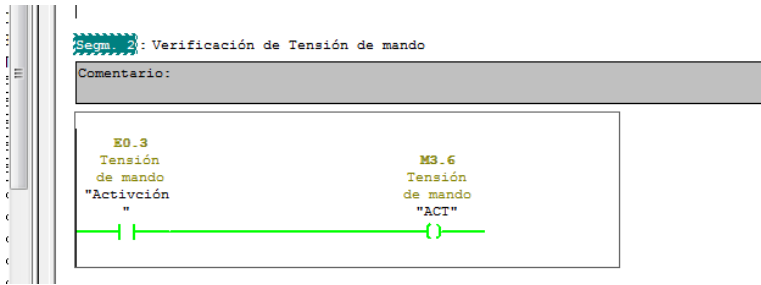 Segm. 2: Verificación de Tensión de mando
Comentario:
E0.3
Tensión
de mando
"Activción
"
M3.6
Tensión
de mando
"ACT"